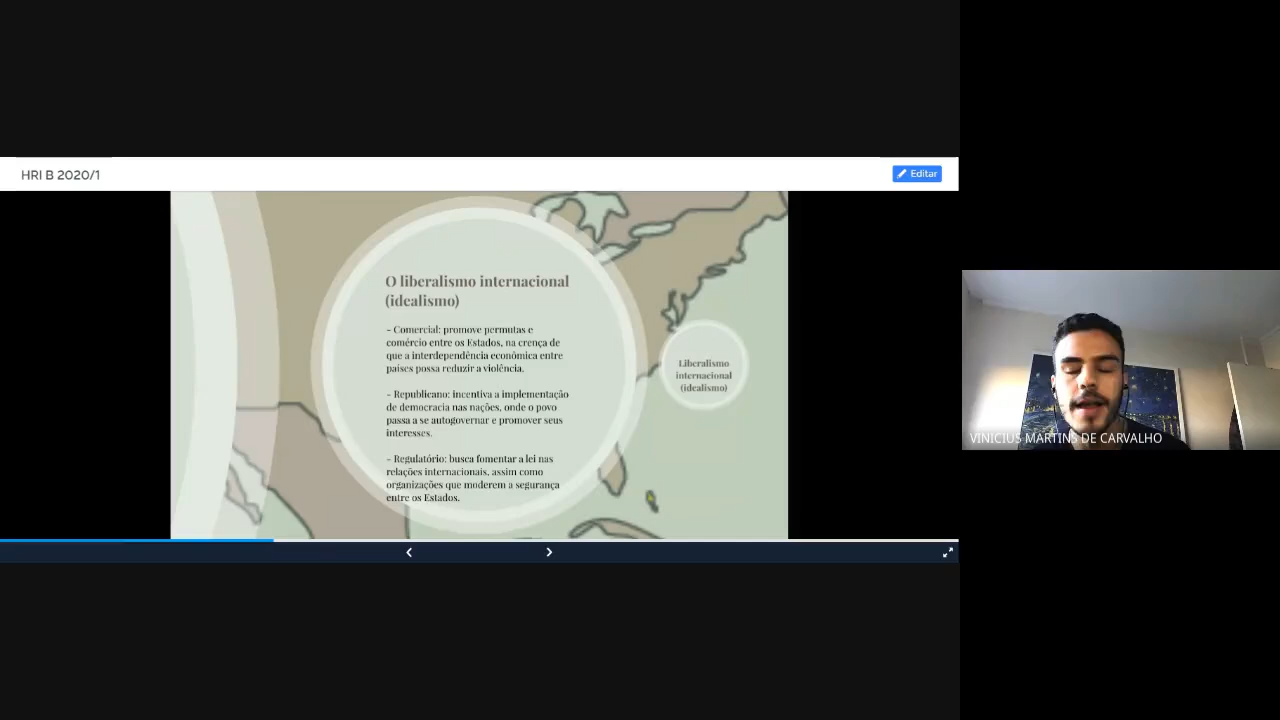 HRI B 2020/1
Editar
O liberalismo internacional
(idealismo)
- Comercial: promove permutas e
comércio entre os Estados, na crença de
que a interdependência econômica entre
países possa reduzir a violência.
- Republicano: incentiva a implementação
de democracia nas nações, onde o povo
passa a se autogovernar e promover seus
interesses.
- Regulatório: busca fomentar a lei nas
relações internacionais, assim como
organizações que moderem a segurança
entre os Estados.
Liberalismo
internacional
(idealismo)
VINICIUS MARTINS DE CARVALHO